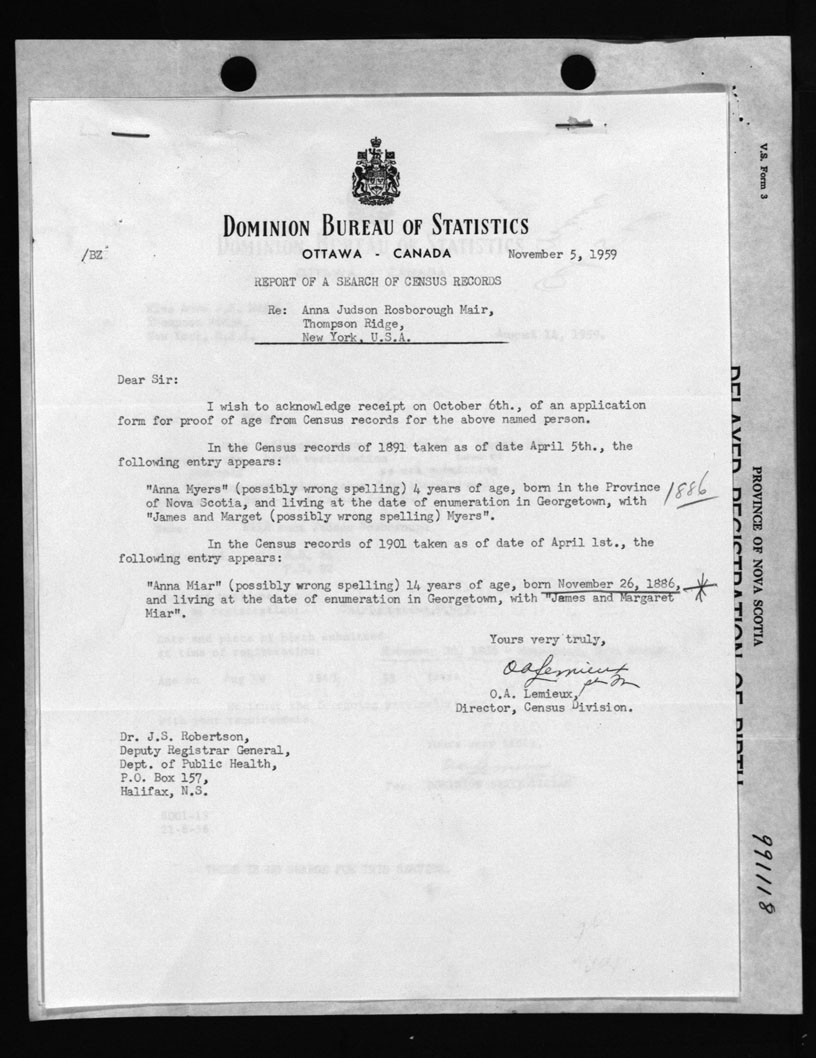 DOMINION BUREAU OF STATISTICS
/BZ OTTAWA - CANADA November 5, 1959
REPORT OF A SEARCH OF CENSUS RECORDS
Re: Anna Judson Rosborough Mair,
Thompson Ridge,
New York, U.S.A.
Dear Sir:
I wish to acknowledge receipt on October 6th., of an application
form for proof of age from Census records for the above named person.
In the Census records of 1891 taken as of date April 5th., the
following entry appears:
"Anna Myers" (possibly wrong spelling) 4 years of age, born in the Province
of Nova Scotia, and living at the date of enumeration in Georgetown, with
"James and Marget (possibly wrong spelling) Myers".
1886
In the Census records of 1901 taken as of date of April 1st., the
following entry appears:
"Anna Miar" (possibly wrong spelling) 14 years of age, born November 26, 1886,
and living at the date of enumeration in Georgetown, with "James and Margaret
Miar".
Yours very truly,
OALemieux
O.A. Lemieux,
Director, Census Division.
Dr. J.S. Robertson,
Deputy Registrar General,
Dept. of Public Health,
P.O. Box 157,
Halifax, N.S.
V.S. Form 3
PROVINCE OF NOVA SCOTIA
DELAYED REGISTRATION OF BIRTH
991118